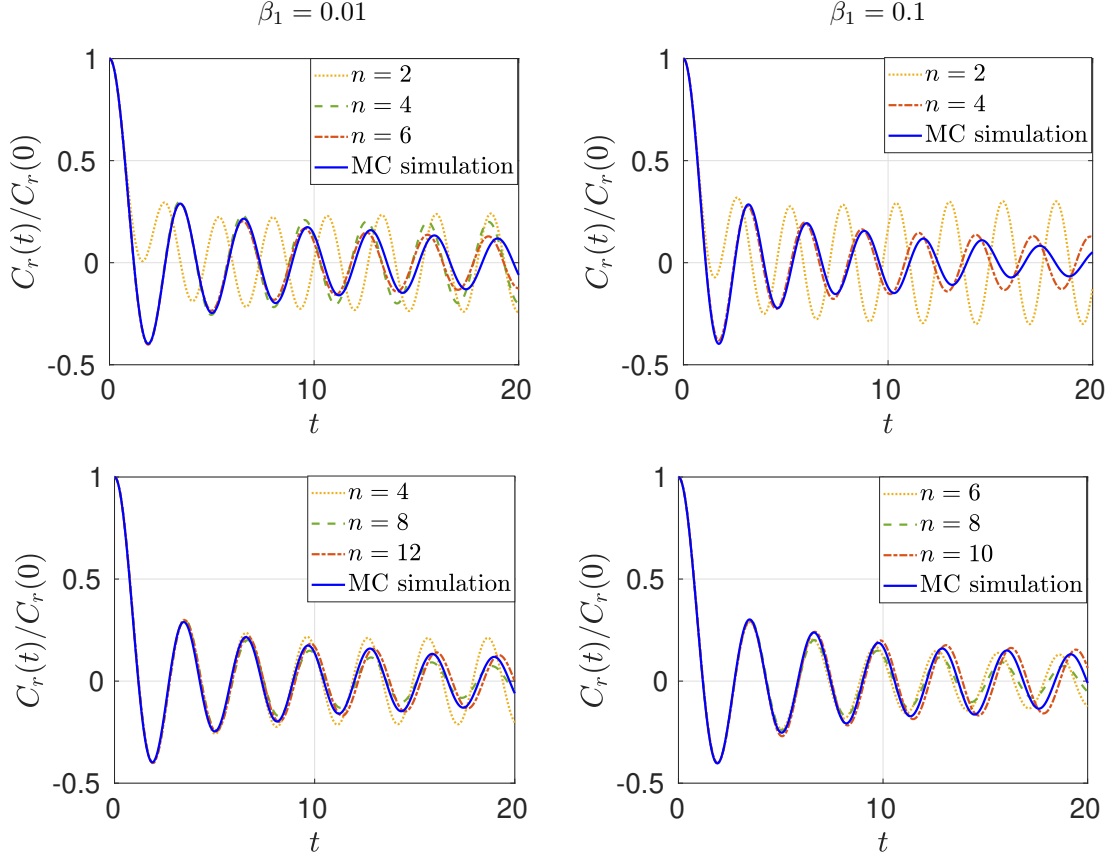 β₁ = 0.01
β₁ = 0.1
C_r(t)/C_r(0)
1
0.5
0
-0.5
n = 2
n = 4
n = 6
MC simulation
0
10
20
t
C_r(t)/C_r(0)
1
0.5
0
-0.5
n = 2
n = 4
MC simulation
0
10
20
t
C_r(t)/C_r(0)
1
0.5
0
-0.5
n = 4
n = 8
n = 12
MC simulation
0
10
20
t
C_r(t)/C_r(0)
1
0.5
0
-0.5
n = 6
n = 8
n = 10
MC simulation
0
10
20
t